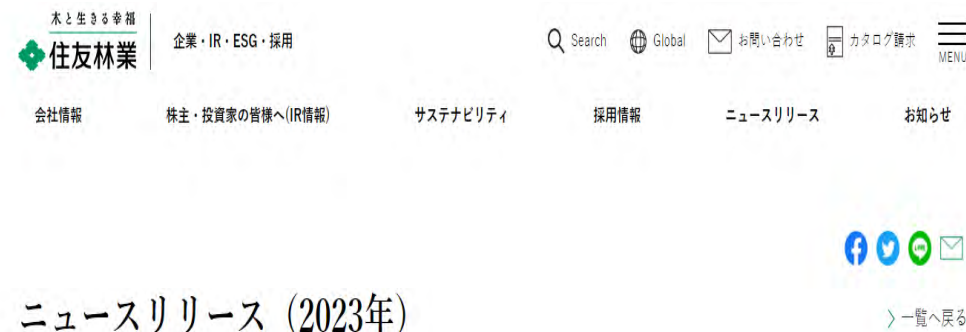 木と生きる幸福
住友林業
企業・IR・ESG・採用
Search
Global
お問い合わせ
カタログ請求
MENU
会社情報
株主・投資家の皆様へ(IR情報)
サステナビリティ
採用情報
ニュースリリース
お知らせ
ニュースリリース（2023年）
〉一覧へ戻る